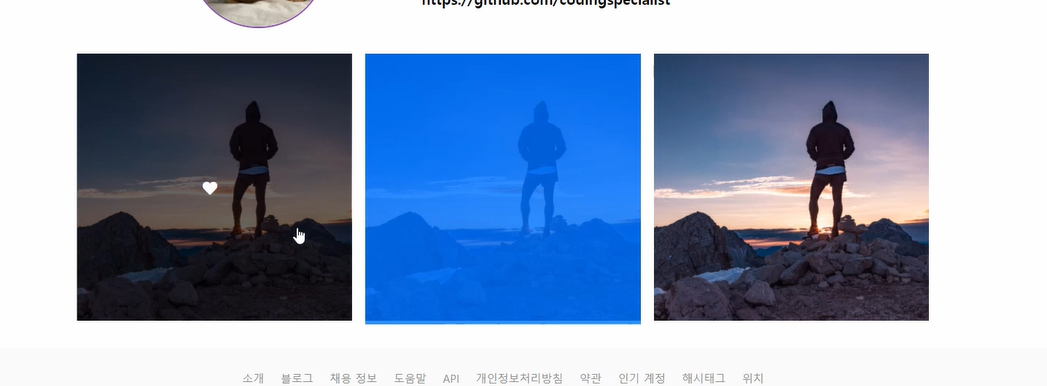 https://github.com/codingspecialist
소개 블로그 채용 정보 도움말 API 개인정보처리방침 약관 인기 계정 해시태그 위치